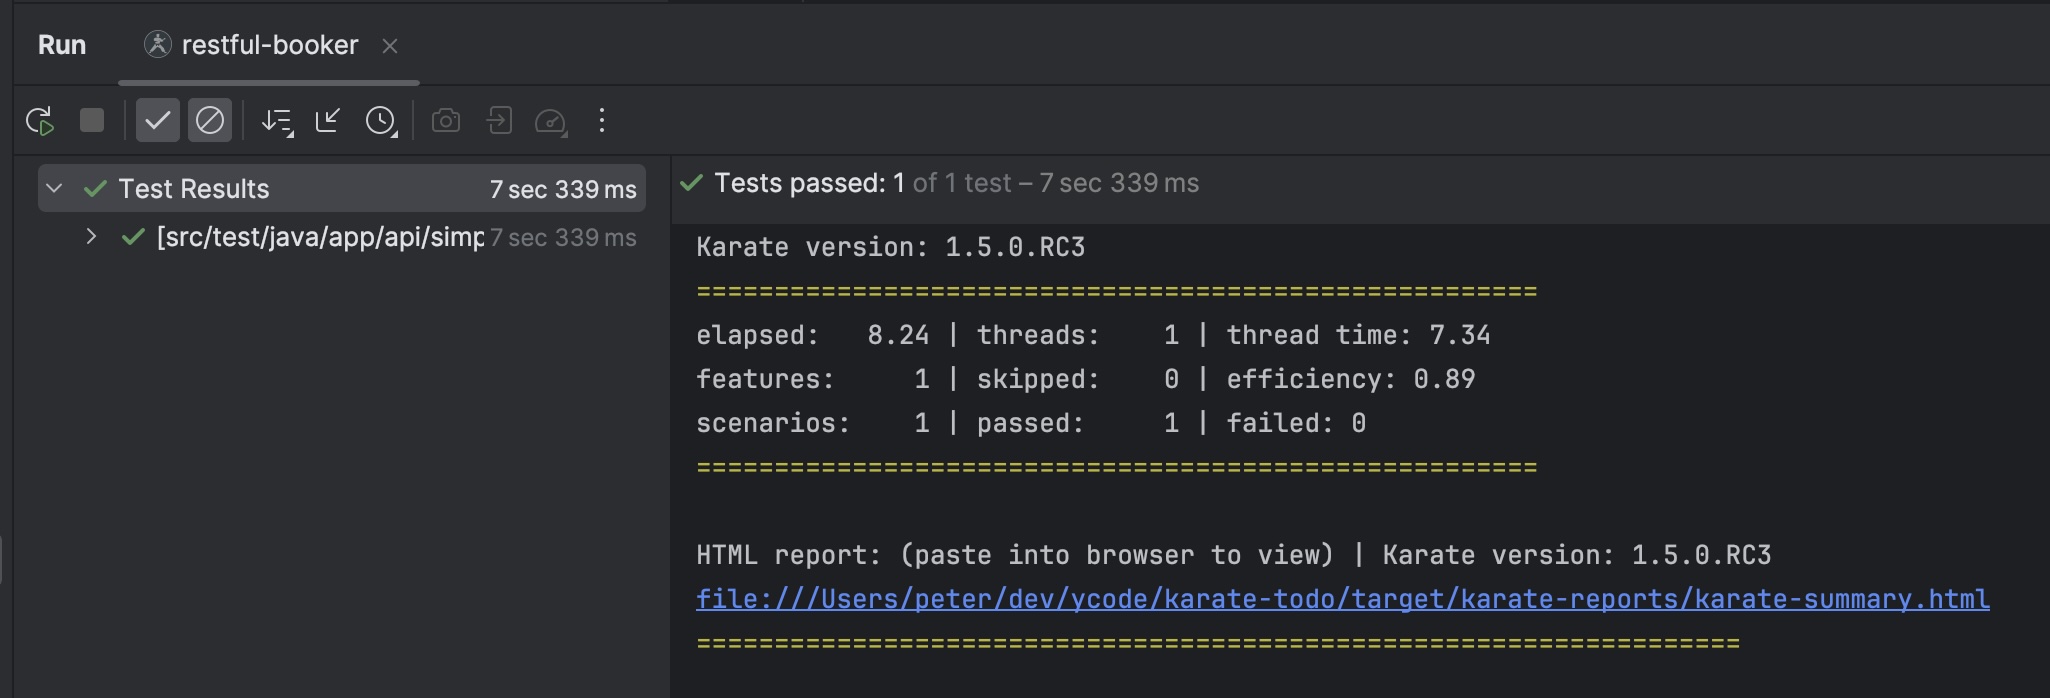 Run restful-booker
Test Results 7 sec 339 ms
[src/test/java/app/api/simp 7 sec 339 ms
Tests passed: 1 of 1 test – 7 sec 339 ms
Karate version: 1.5.0.RC3
======================================================
elapsed:   8.24 | threads:    1 | thread time: 7.34
features:     1 | skipped:    0 | efficiency: 0.89
scenarios:    1 | passed:     1 | failed: 0
======================================================
HTML report: (paste into browser to view) | Karate version: 1.5.0.RC3
file:///Users/peter/dev/ycode/karate-todo/target/karate-reports/karate-summary.html
===================================================================